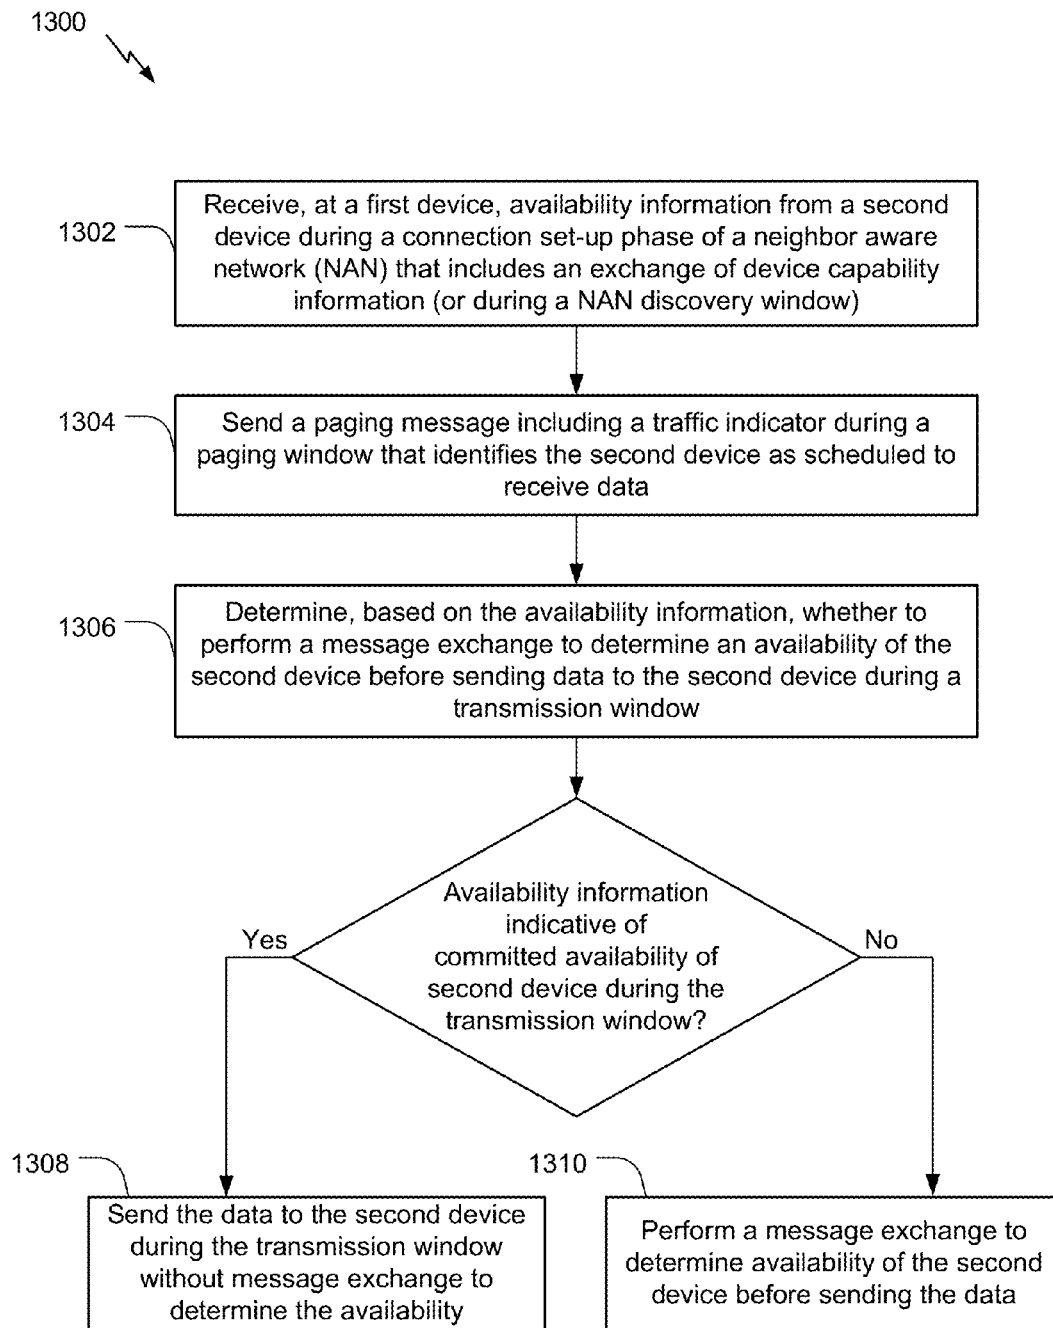 1300
1302
Receive, at a first device, availability information from a second
device during a connection set-up phase of a neighbor aware
network (NAN) that includes an exchange of device capability
information (or during a NAN discovery window)
1304
Send a paging message including a traffic indicator during a
paging window that identifies the second device as scheduled to
receive data
1306
Determine, based on the availability information, whether to
perform a message exchange to determine an availability of the
second device before sending data to the second device during a
transmission window
Availability information
indicative of
committed availability of
second device during the
transmission window?
Yes
No
1308
Send the data to the second device
during the transmission window
without message exchange to
determine the availability
1310
Perform a message exchange to
determine availability of the second
device before sending the data